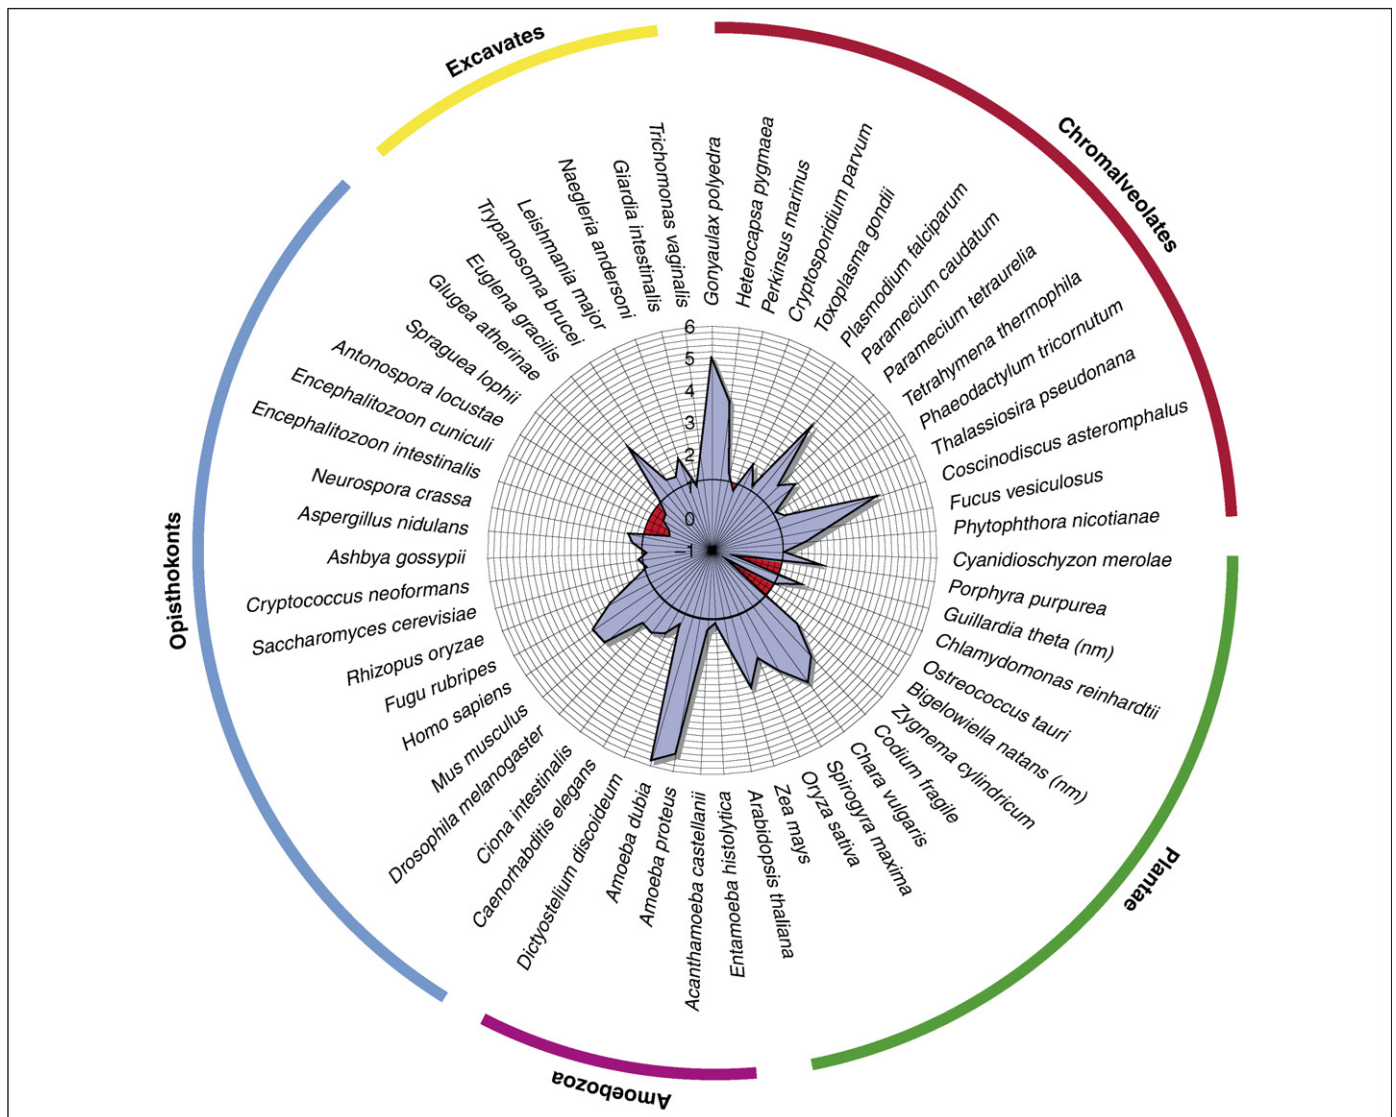 Excavates
Chromalveolates
Plantae
Amoebozoa
Opisthokonts
Gonyaulax polyedra
Heterocapsa pygmaea
Perkinsus marinus
Cryptosporidium parvum
Toxoplasma gondii
Plasmodium falciparum
Paramecium caudatum
Paramecium tetraurelia
Tetrahymena thermophila
Phaeodactylum tricornutum
Thalassiosira pseudonana
Coscinodiscus asteromphalus
Fucus vesiculosus
Phytophthora nicotianae
Cyanidioschyzon merolae
Porphyra purpurea
Guillardia theta (nm)
Chlamydomonas reinhardtii
Ostreococcus tauri
Bigelowiella natans (nm)
Zygnema cylindricum
Codium fragile
Chara vulgaris
Spirogyra maxima
Oryza sativa
Zea mays
Arabidopsis thaliana
Entamoeba histolytica
Acanthamoeba castellanii
Amoeba proteus
Amoeba dubia
Dictyostelium discoideum
Caenorhabditis elegans
Ciona intestinalis
Drosophila melanogaster
Mus musculus
Homo sapiens
Fugu rubripes
Rhizopus oryzae
Saccharomyces cerevisiae
Cryptococcus neoformans
Ashbya gossypii
Aspergillus nidulans
Neurospora crassa
Encephalitozoon intestinalis
Encephalitozoon cuniculi
Antonospora locustae
Spraguea lophii
Glugea atherinae
Euglena gracilis
Trypanosoma brucei
Leishmania major
Naegleria andersoni
Giardia intestinalis
Trichomonas vaginalis
6
5
4
3
2
1
0
–1